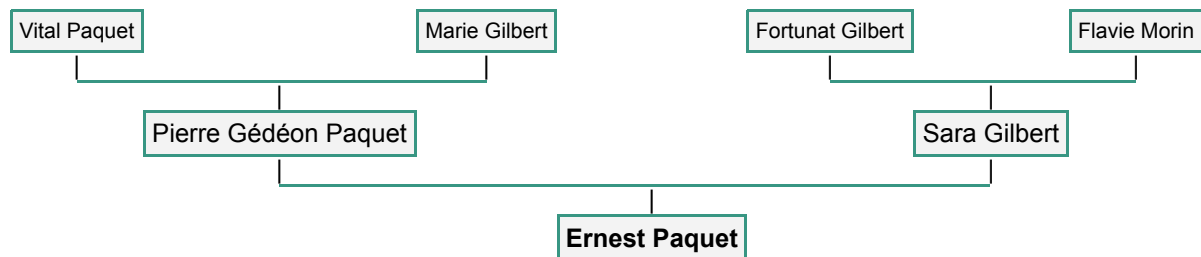 Vital Paquet
Marie Gilbert
Fortunat Gilbert
Flavie Morin
Pierre Gédéon Paquet
Sara Gilbert
Ernest Paquet